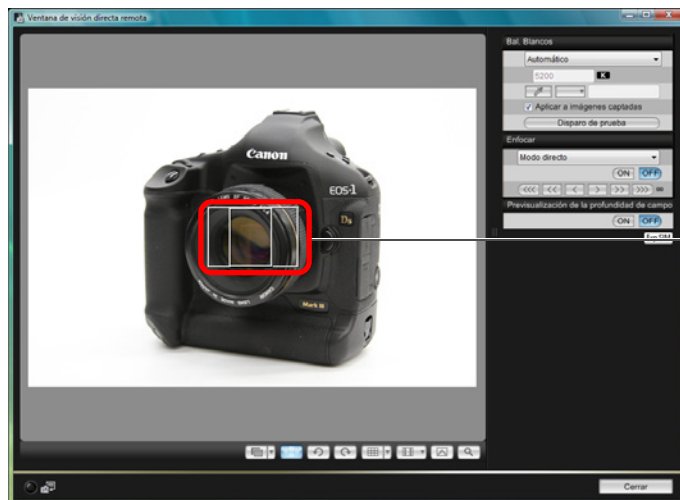 Ventana de visión directa remota
Bal. Blancos
Automático
5200
K
Aplicar a imágenes captadas
Disparo de prueba
Enfocar
Modo directo
ON OFF
Previsualización de la profundidad de campo
ON OFF
Canon
EOS-1
Ds
Mark III
Cerrar